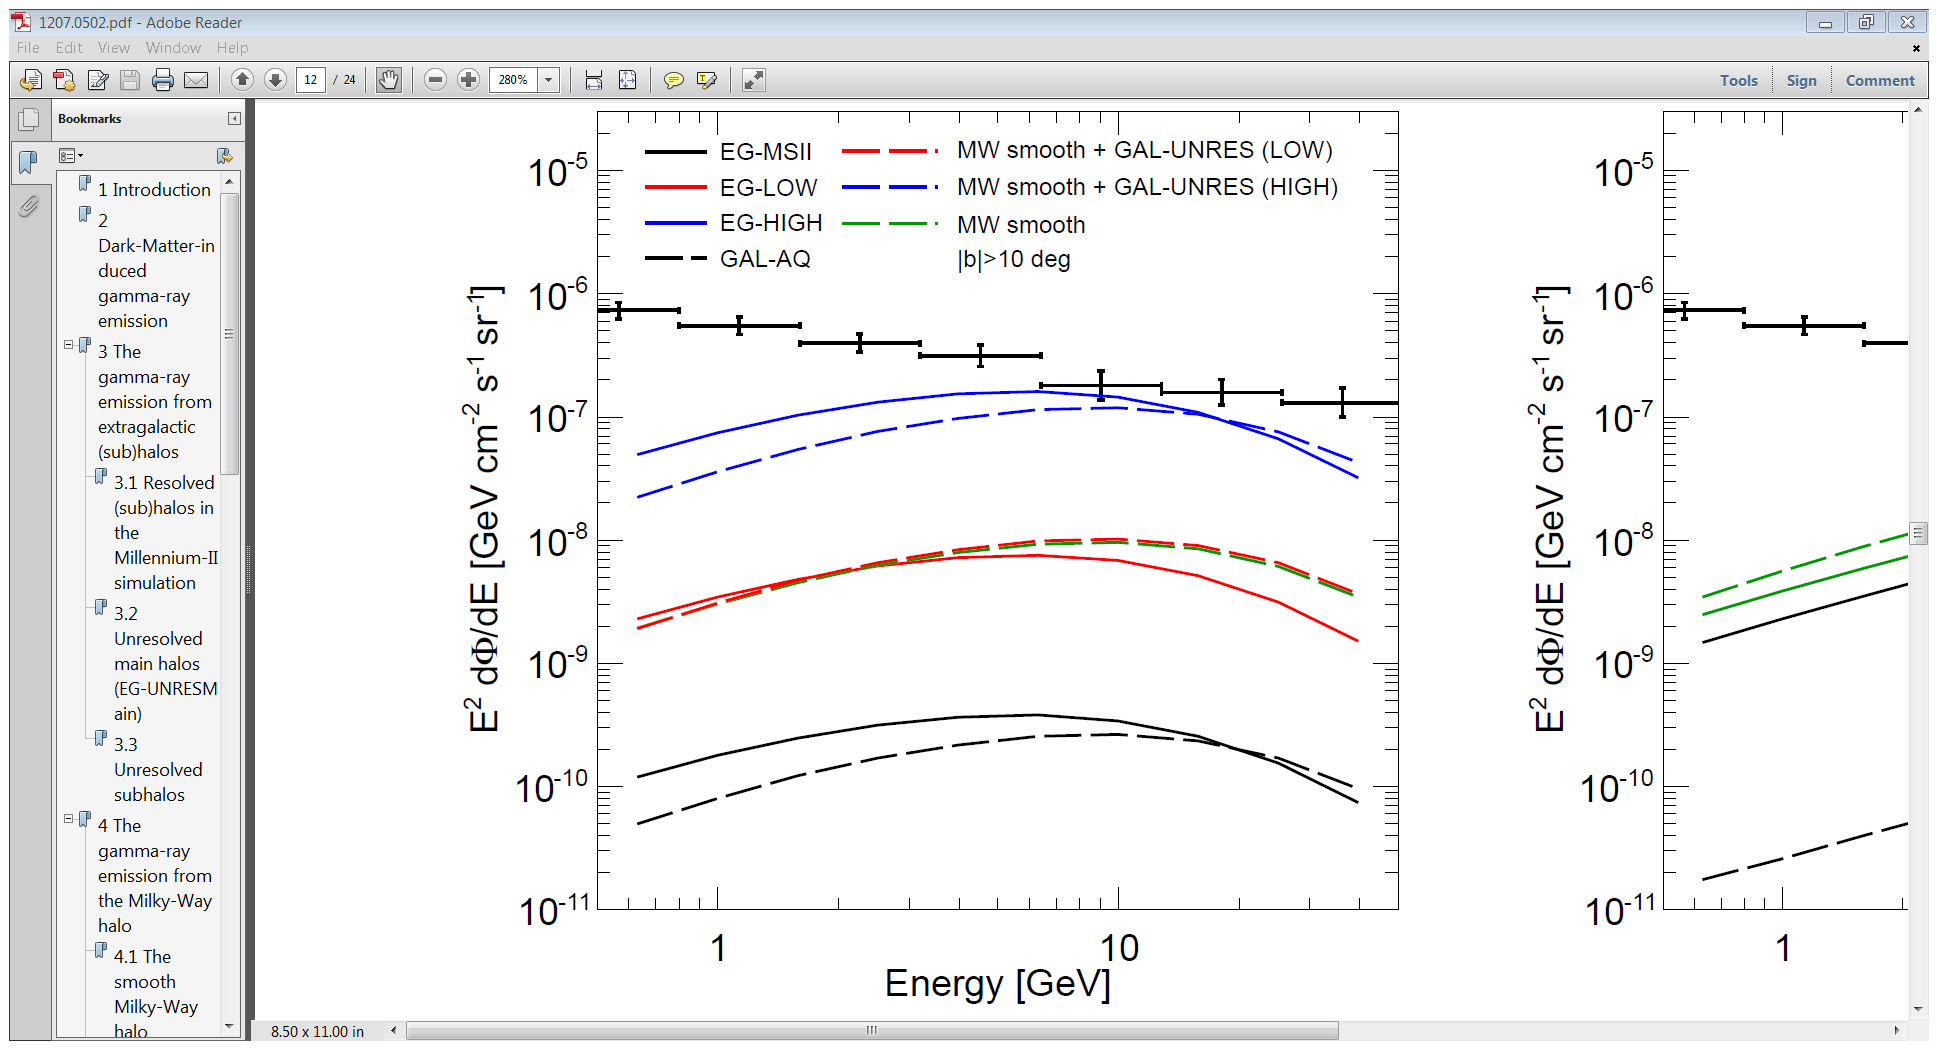 1207.0502.pdf - Adobe Reader
File Edit View Window Help
12 / 24 280% Tools Sign Comment
Bookmarks
1 Introduction
2
Dark-Matter-in
duced
gamma-ray
emission
3 The
gamma-ray
emission from
extragalactic
(sub)halos
3.1 Resolved
(sub)halos in
the
Millennium-II
simulation
3.2
Unresolved
main halos
(EG-UNRESM
ain)
3.3
Unresolved
subhalos
4 The
gamma-ray
emission from
the Milky-Way
halo
4.1 The
smooth
Milky-Way
halo
EG-MSII
EG-LOW
EG-HIGH
GAL-AQ
MW smooth + GAL-UNRES (LOW)
MW smooth + GAL-UNRES (HIGH)
MW smooth
|b|>10 deg
E² dΦ/dE [GeV cm⁻² s⁻¹ sr⁻¹]
10⁻⁵
10⁻⁶
10⁻⁷
10⁻⁸
10⁻⁹
10⁻¹⁰
10⁻¹¹
1 10
Energy [GeV]
E² dΦ/dE [GeV cm⁻² s⁻¹ sr⁻¹]
10⁻⁵
10⁻⁶
10⁻⁷
10⁻⁸
10⁻⁹
10⁻¹⁰
10⁻¹¹
1
8.50 x 11.00 in